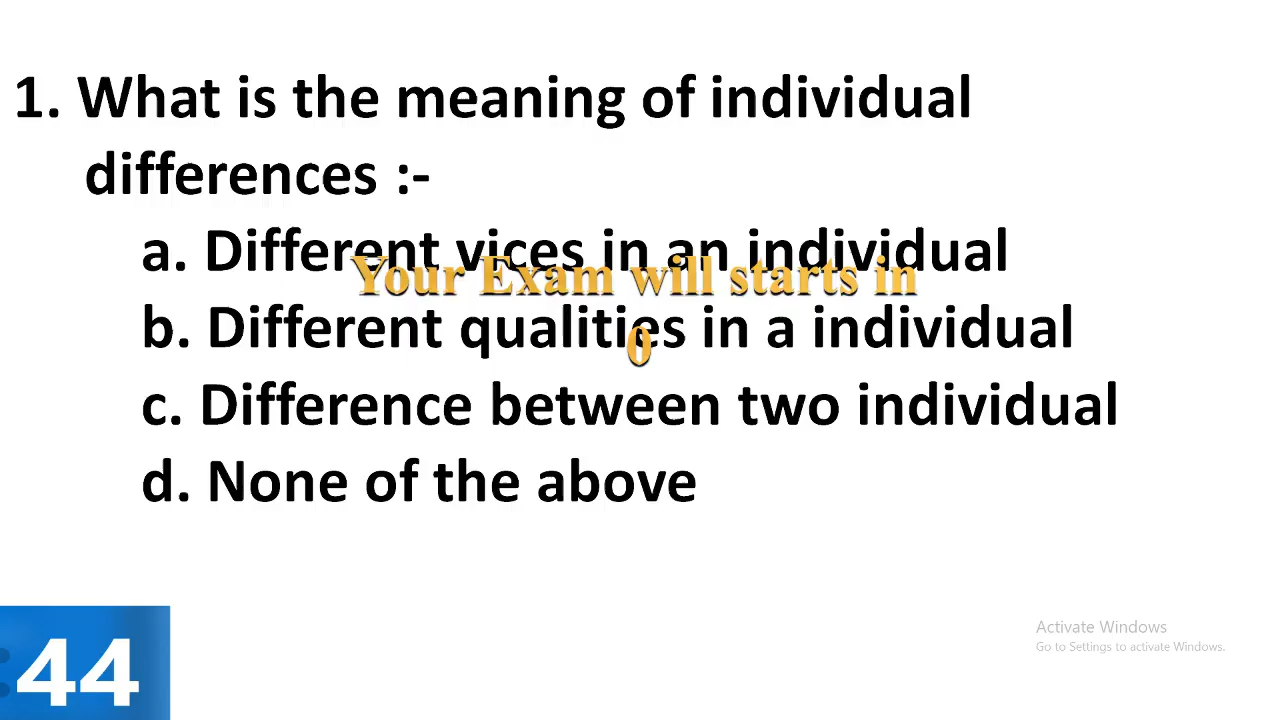 1. What is the meaning of individual
differences :-
a. Different vices in an individual
Your Exam will starts in
b. Different qualities in a individual
0
c. Difference between two individual
d. None of the above
44
Activate Windows
Go to Settings to activate Windows.